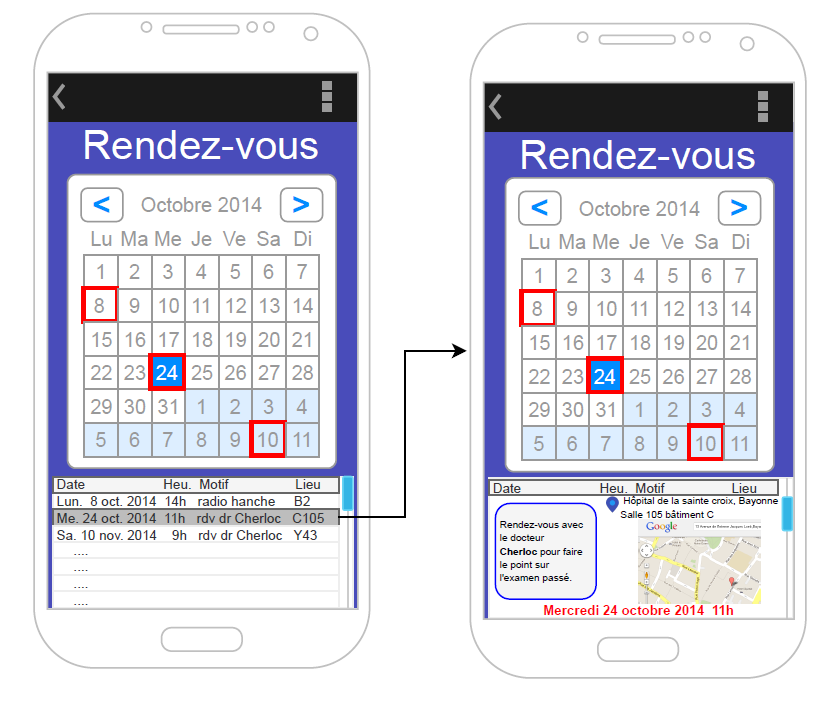 Rendez-vous
< Octobre 2014 >
Lu Ma Me Je Ve Sa Di
1 2 3 4 5 6 7
8 9 10 11 12 13 14
15 16 17 18 19 20 21
22 23 24 25 26 27 28
29 30 31 1 2 3 4
5 6 7 8 9 10 11
Date Heu. Motif Lieu
Lun. 8 oct. 2014 14h radio hanche B2
Me. 24 oct. 2014 11h rdv dr Cherloc C105
Sa. 10 nov. 2014 9h rdv dr Cherloc Y43
....
....
....
....
Rendez-vous
< Octobre 2014 >
Lu Ma Me Je Ve Sa Di
1 2 3 4 5 6 7
8 9 10 11 12 13 14
15 16 17 18 19 20 21
22 23 24 25 26 27 28
29 30 31 1 2 3 4
5 6 7 8 9 10 11
Date Heu. Motif Lieu
Hôpital de la sainte croix, Bayonne
Salle 105 bâtiment C
Rendez-vous avec
le docteur
Cherloc pour faire
le point sur
l'examen passé.
Google
Mercredi 24 octobre 2014 11h